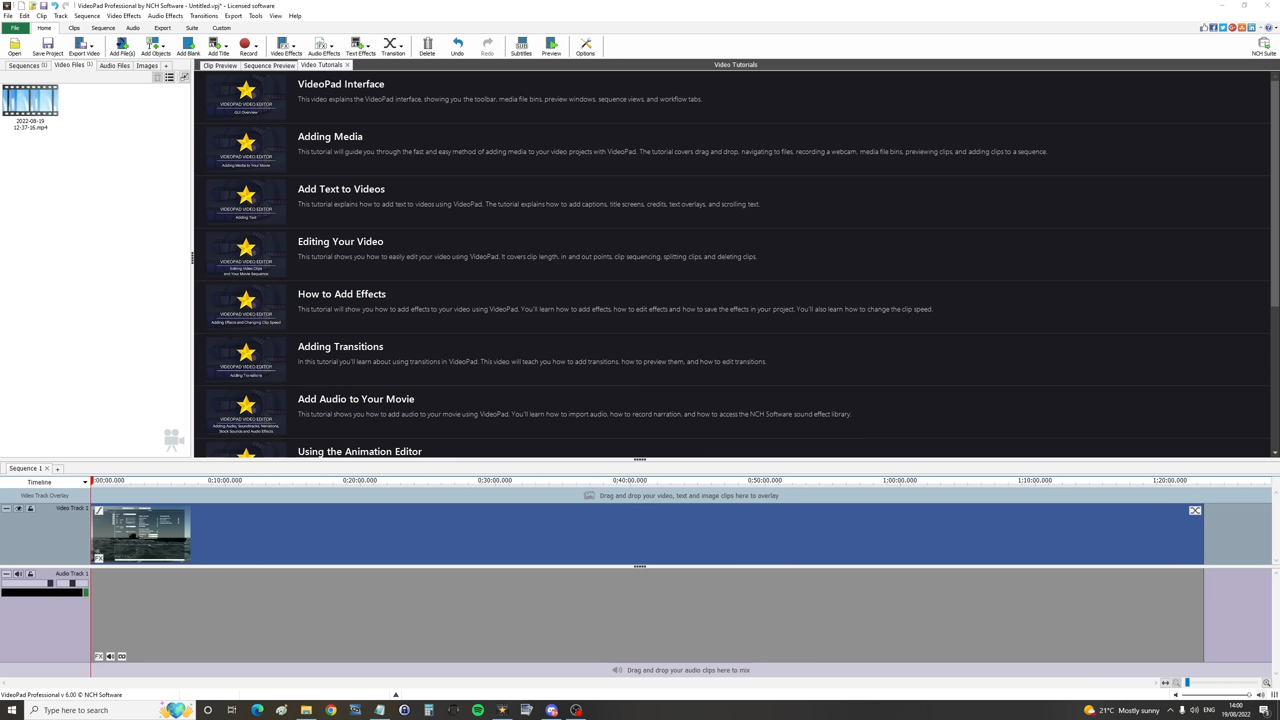 VideoPad Professional by NCH Software - Untitled.vpj* - Licensed software
File Edit Clip Track Sequence Video Effects Audio Effects Transitions Export Tools View Help
File Home Clips Sequence Audio Export Suite Custom
Open Save Project Export Video Add File(s) Add Objects Add Blank Add Title Record Video Effects Audio Effects Text Effects Transition Delete Undo Redo Subtitles Preview Options NCH Suite
Sequences (1) Video Files (1) Audio Files Images + Clip Preview Sequence Preview Video Tutorials Video Tutorials
2022-08-19
12-37-16.mp4
VIDEOPAD VIDEO EDITOR
GUI Overview
VideoPad Interface
This video explains the VideoPad interface, showing you the toolbar, media file bins, preview windows, sequence views, and workflow tabs.
VIDEOPAD VIDEO EDITOR
Adding Media to Your Movie
Adding Media
This tutorial will guide you through the fast and easy method of adding media to your video projects with VideoPad. The tutorial covers drag and drop, navigating to files, recording a webcam, media file bins, previewing clips, and adding clips to a sequence.
VIDEOPAD VIDEO EDITOR
Adding Text
Add Text to Videos
This tutorial explains how to add text to videos using VideoPad. The tutorial explains how to add captions, title screens, credits, text overlays, and scrolling text.
VIDEOPAD VIDEO EDITOR
Editing Video Clips
and Your Movie Sequence
Editing Your Video
This tutorial shows you how to easily edit your video using VideoPad. It covers clip length, in and out points, clip sequencing, splitting clips, and deleting clips.
VIDEOPAD VIDEO EDITOR
Adding Effects and Changing Clip Speed
How to Add Effects
This tutorial will show you how to add effects to your video using VideoPad. You'll learn how to add effects, how to edit effects and how to save the effects in your project. You'll also learn how to change the clip speed.
VIDEOPAD VIDEO EDITOR
Adding Transitions
Adding Transitions
In this tutorial you'll learn about using transitions in VideoPad. This video will teach you how to add transitions, how to preview them, and how to edit transitions.
VIDEOPAD VIDEO EDITOR
Adding Audio, Soundtracks, Narrations,
Stock Sounds and Audio Effects
Add Audio to Your Movie
This tutorial shows you how to add audio to your movie using VideoPad. You'll learn how to import audio, how to record narration, and how to access the NCH Software sound effect library.
Using the Animation Editor
Sequence 1 +
Timeline :00:00.000 0:10:00.000 0:20:00.000 0:30:00.000 0:40:00.000 0:50:00.000 1:00:00.000 1:10:00.000 1:20:00.000
Video Track Overlay Drag and drop your video, text and image clips here to overlay
Video Track 1
FX
Audio Track 1
FX
Drag and drop your audio clips here to mix
VideoPad Professional v 6.00 © NCH Software
Type here to search 21°C Mostly sunny ENG 14:00
19/08/2022